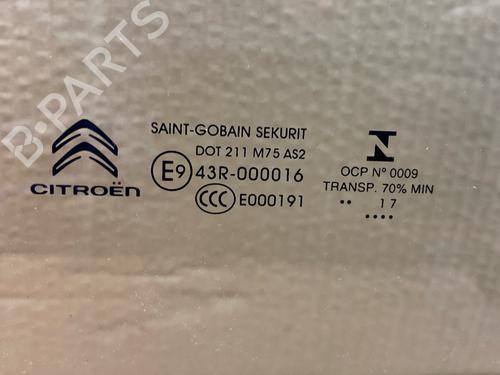 B-PARTS
CITROËN
SAINT-GOBAIN SEKURIT
DOT 211 M75 AS2
E9 43R-000016
CCC E000191
N
OCP Nº 0009
TRANSP. 70% MIN
.. 17
....